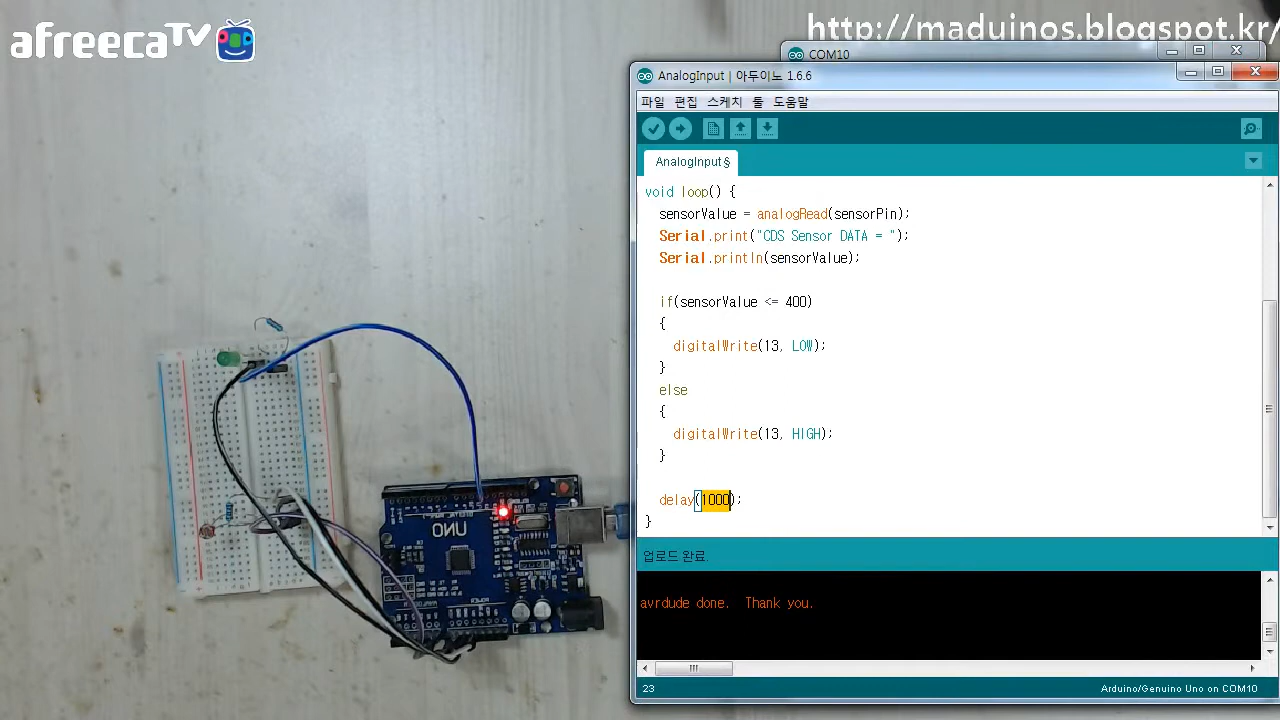 afreecaTV
http://maduinos.blogspot.kr/
COM10
AnalogInput | 아두이노 1.6.6
파일 편집 스케치 툴 도움말
AnalogInput§
void loop() {
sensorValue = analogRead(sensorPin);
Serial.print("CDS Sensor DATA = ");
Serial.println(sensorValue);
if(sensorValue <= 400)
{
digitalWrite(13, LOW);
}
else
{
digitalWrite(13, HIGH);
}
delay(1000);
}
업로드 완료.
avrdude done.  Thank you.
23
Arduino/Genuino Uno on COM10
UNO